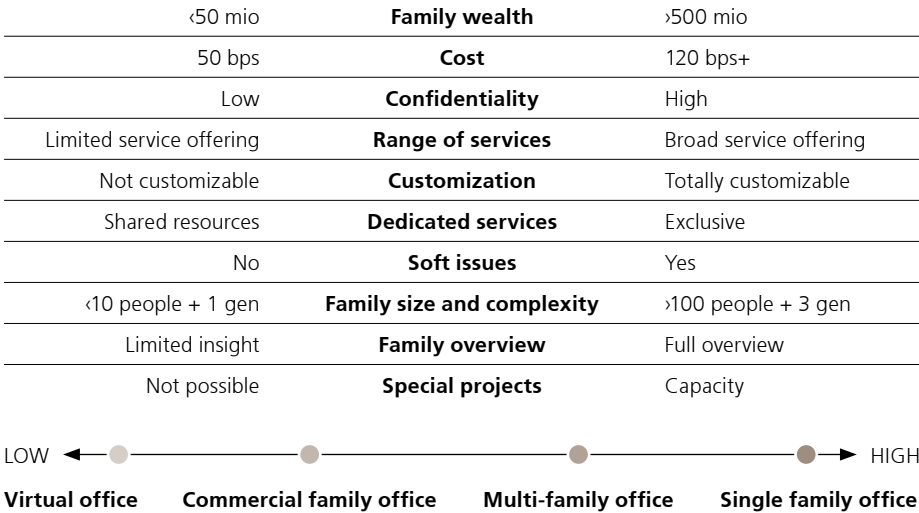 ‹50 mio Family wealth ›500 mio
50 bps Cost 120 bps+
Low Confidentiality High
Limited service offering Range of services Broad service offering
Not customizable Customization Totally customizable
Shared resources Dedicated services Exclusive
No Soft issues Yes
‹10 people + 1 gen Family size and complexity ›100 people + 3 gen
Limited insight Family overview Full overview
Not possible Special projects Capacity
LOW HIGH
Virtual office Commercial family office Multi-family office Single family office